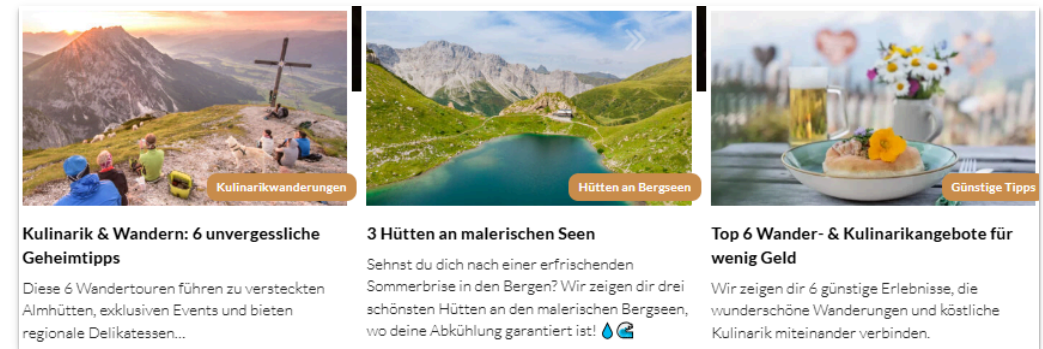 Kulinarikwanderungen
Kulinarik & Wandern: 6 unvergessliche
Geheimtipps
Diese 6 Wandertouren führen zu versteckten
Almhütten, exklusiven Events und bieten
regionale Delikatessen...
Hütten an Bergseen
3 Hütten an malerischen Seen
Sehnst du dich nach einer erfrischenden
Sommerbrise in den Bergen? Wir zeigen dir drei
schönsten Hütten an den malerischen Bergseen,
wo deine Abkühlung garantiert ist! 💧🌊
Günstige Tipps
Top 6 Wander- & Kulinarikangebote für
wenig Geld
Wir zeigen dir 6 günstige Erlebnisse, die
wunderschöne Wanderungen und köstliche
Kulinarik miteinander verbinden.